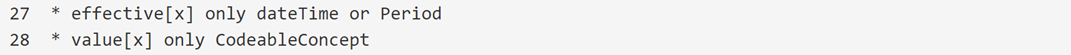 27 * effective[x] only dateTime or Period
28 * value[x] only CodeableConcept